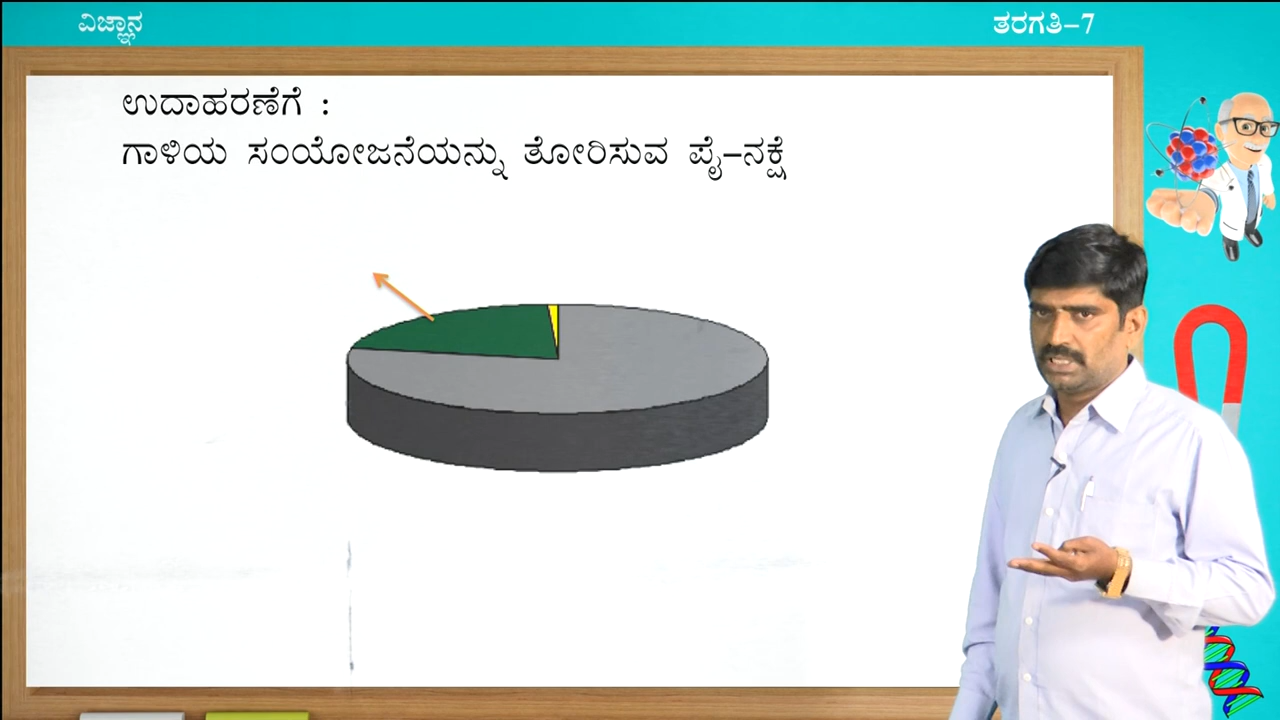 ವಿಜ್ಞಾನ
ತರಗತಿ–7
ಉದಾಹರಣೆಗೆ :
ಗಾಳಿಯ ಸಂಯೋಜನೆಯನ್ನು ತೋರಿಸುವ ಪೈ–ನಕ್ಷೆ